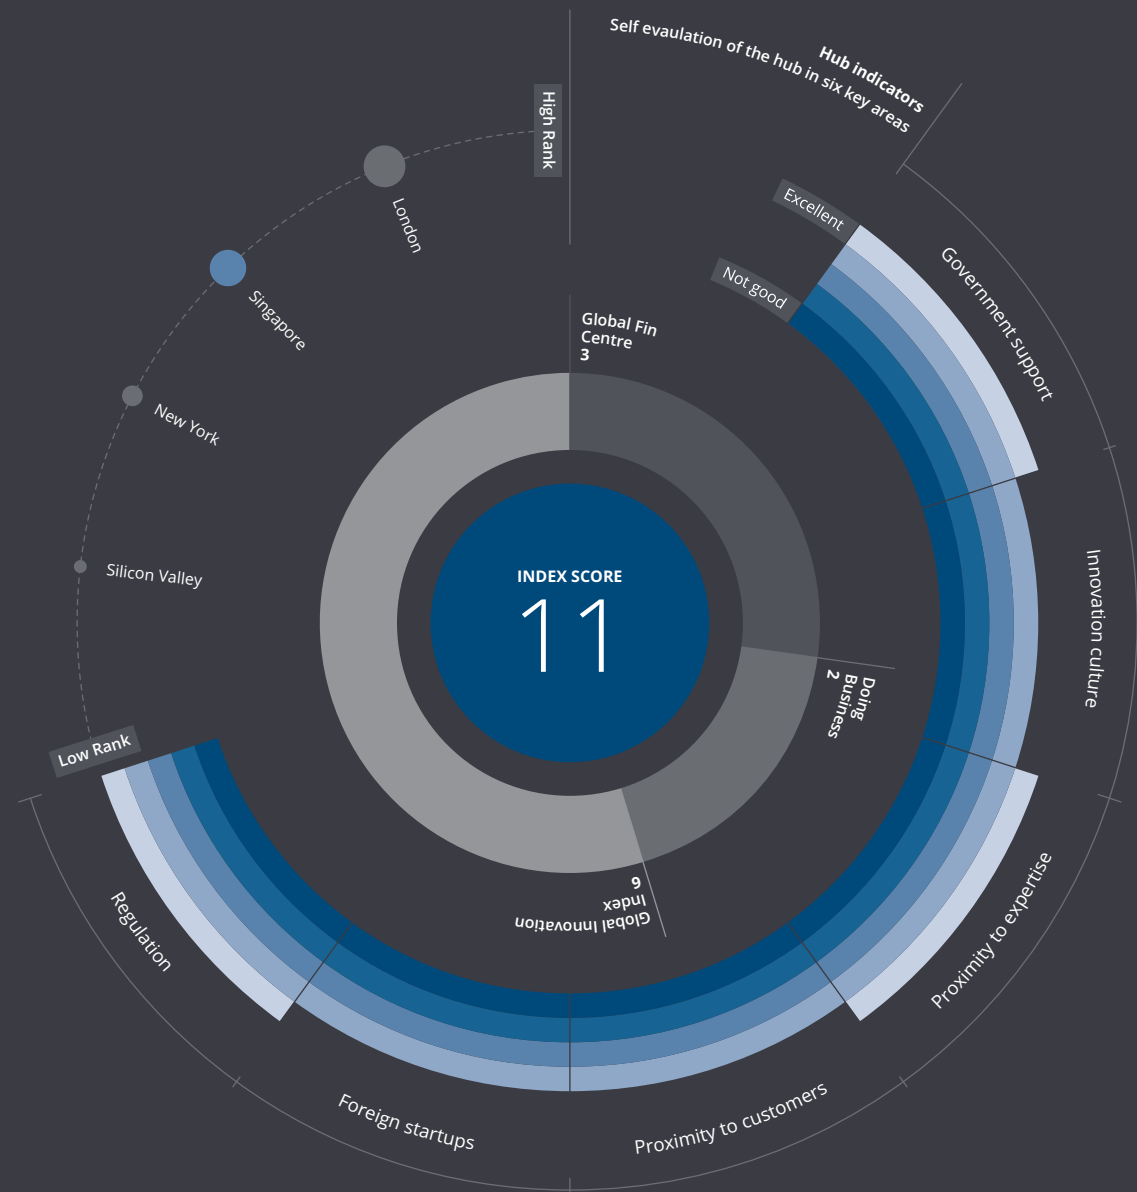 Hub indicators
Self evaulation of the hub in six key areas
High Rank
London
Singapore
New York
Silicon Valley
Low Rank
Excellent
Not good
Government support
Innovation culture
Proximity to expertise
Proximity to customers
Foreign startups
Regulation
Global Fin
Centre
3
Doing
Business
2
Global Innovation
Index
6
INDEX SCORE
11